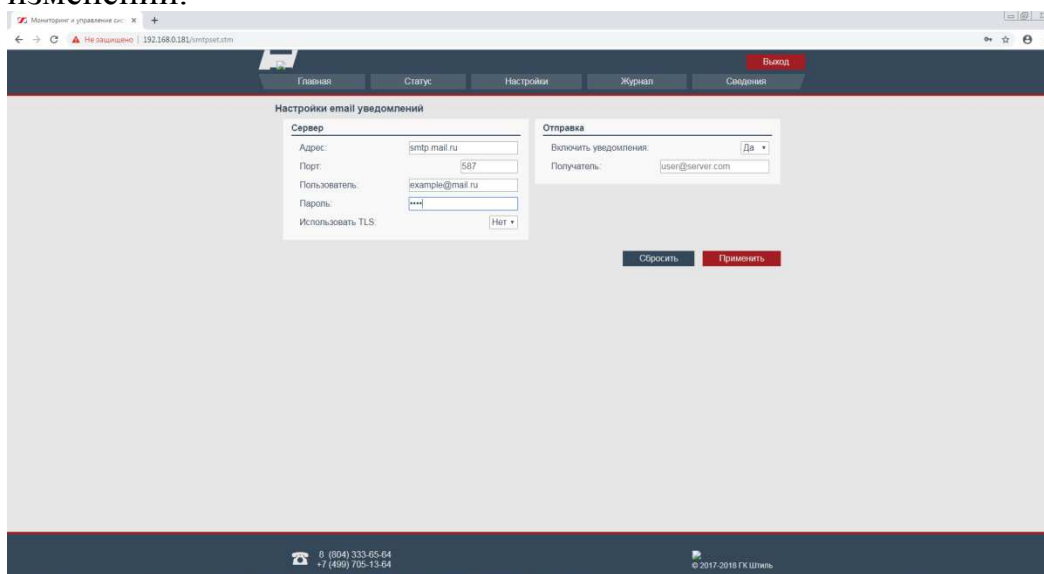 изменений.
Мониторинг и управление сис
Не защищено | 192.168.0.181/smtpset.stm
Выход
Главная Статус Настройки Журнал Сведения
Настройки email уведомлений
Сервер
Адрес: smtp.mail.ru
Порт: 587
Пользователь: example@mail.ru
Пароль: ••••
Использовать TLS: Нет
Отправка
Включить уведомления: Да
Получатель: user@server.com
Сбросить Применить
8 (804) 333-65-64
+7 (499) 705-13-64
© 2017-2018 ГК Штиль